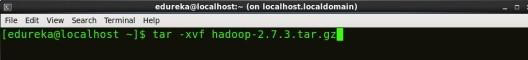 edureka@localhost:~ (on localhost.localdomain)
File Edit View Search Terminal Help
[edureka@localhost ~]$ tar -xvf hadoop-2.7.3.tar.gz